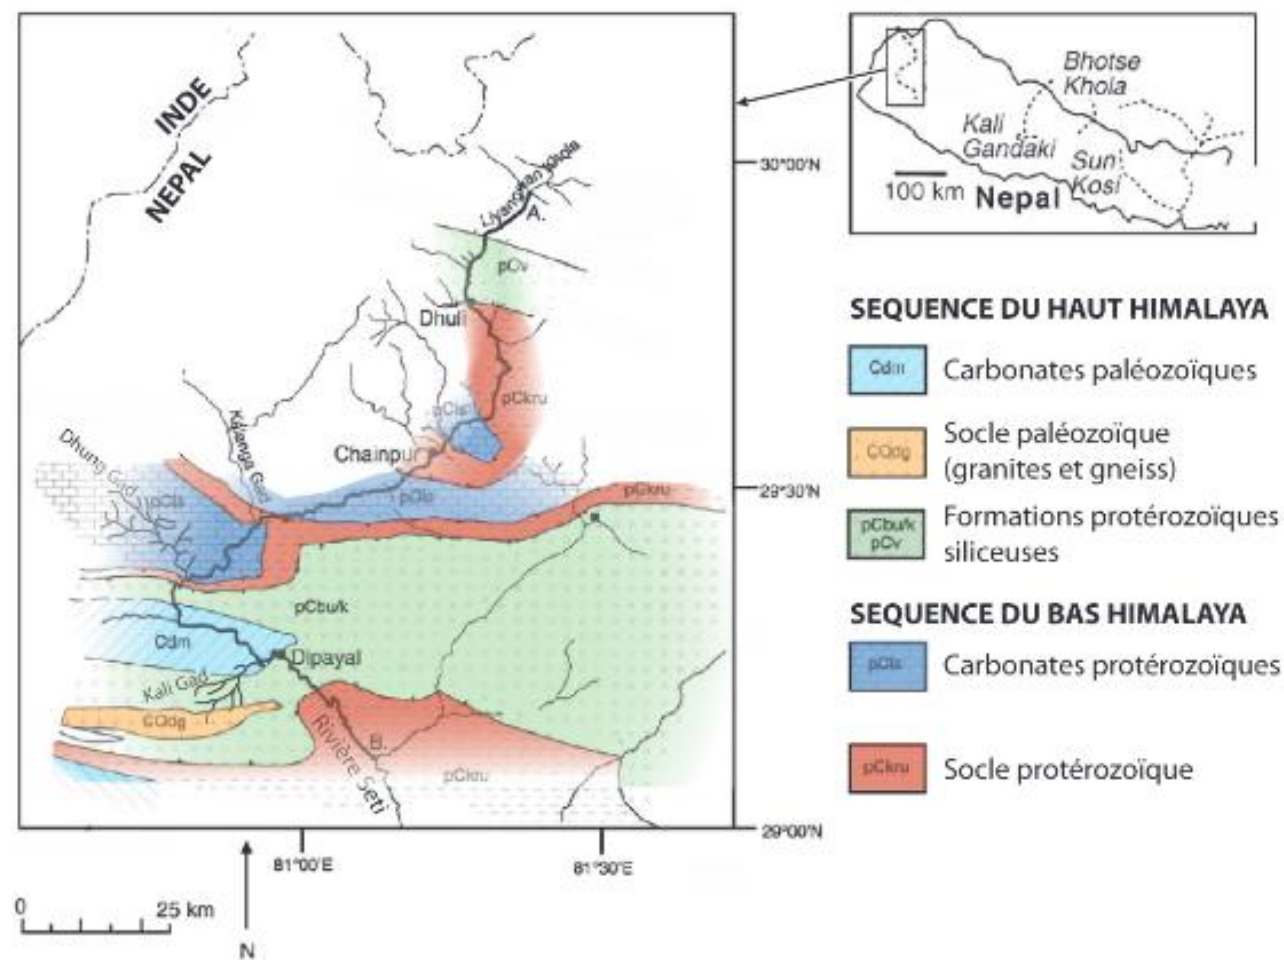 INDE
NEPAL
Liyangwan Khola
A.
pCv
Dhuli
pCkru
pCls
Chainpur
Kalanga Gad
Dhung Gad
pCls
pCls
pCkru
pCbu/k
Cdm
Dipayal
Kali Gad
COdg
B.
Rivière Seti
pCkru
30°00'N
29°30'N
29°00'N
81°00'E
81°30'E
0
25 km
N
Bhotse
Khola
Kali
Gandaki
Sun
Kosi
100 km
Nepal
SEQUENCE DU HAUT HIMALAYA
Cdm
Carbonates paléozoïques
COdg
Socle paléozoïque
(granites et gneiss)
pCbu/k
pCv
Formations protérozoïques
siliceuses
SEQUENCE DU BAS HIMALAYA
pCls
Carbonates protérozoïques
pCkru
Socle protérozoïque